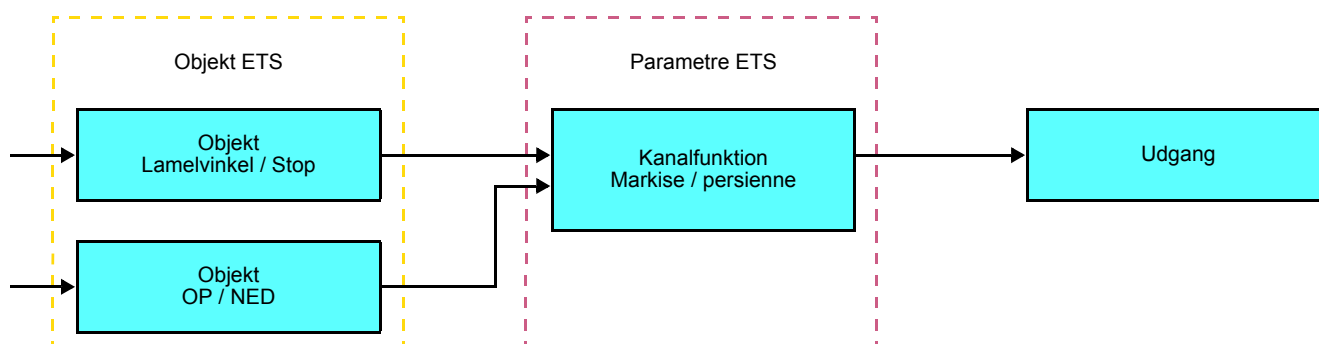 Objekt ETS
Parametre ETS
Objekt
Lamelvinkel / Stop
Kanalfunktion
Markise / persienne
Udgang
Objekt
OP / NED